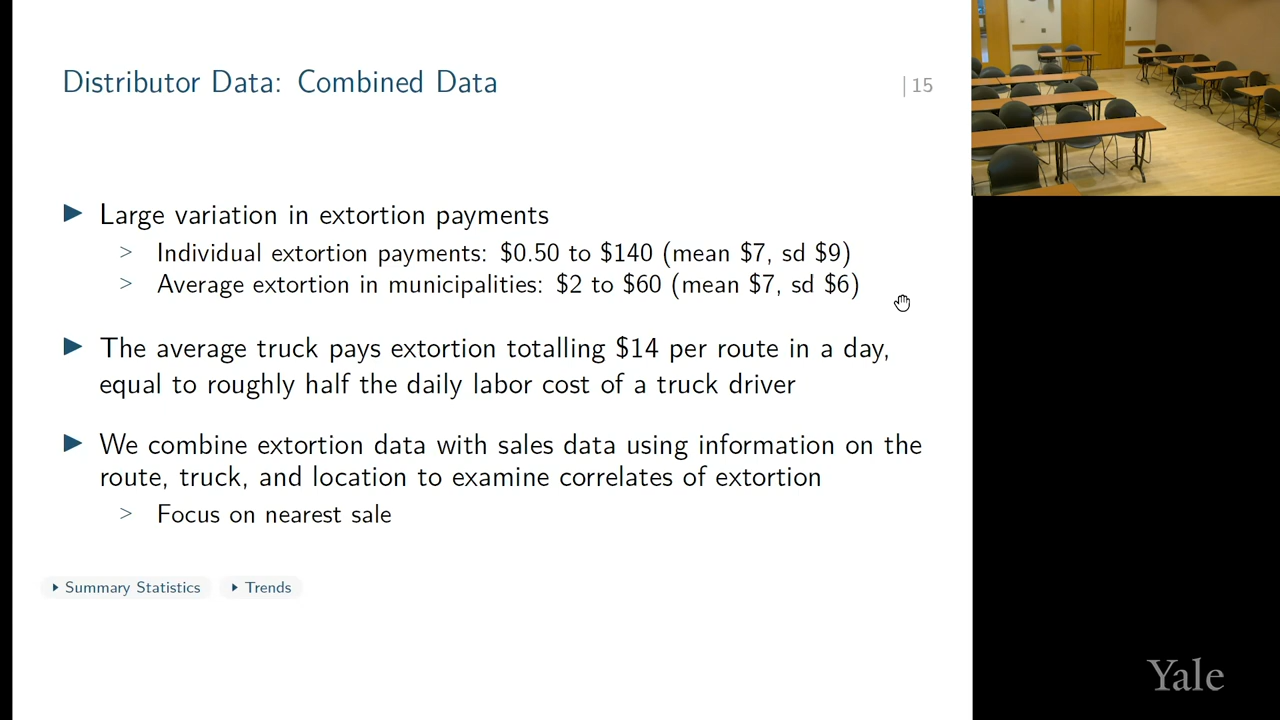 Distributor Data: Combined Data
| 15
▶ Large variation in extortion payments
> Individual extortion payments: $0.50 to $140 (mean $7, sd $9)
> Average extortion in municipalities: $2 to $60 (mean $7, sd $6)
▶ The average truck pays extortion totalling $14 per route in a day,
equal to roughly half the daily labor cost of a truck driver
▶ We combine extortion data with sales data using information on the
route, truck, and location to examine correlates of extortion
> Focus on nearest sale
▶ Summary Statistics
▶ Trends
Yale